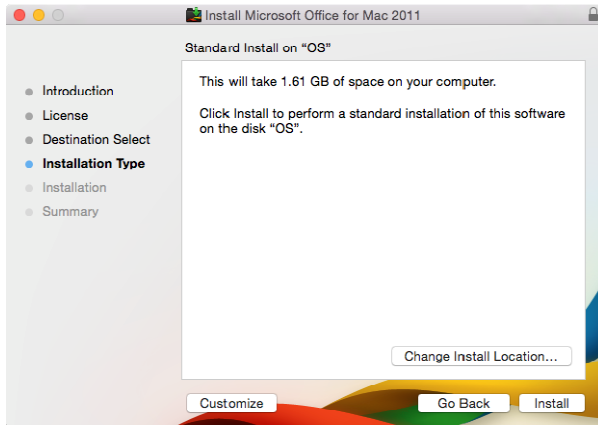 Install Microsoft Office for Mac 2011
Standard Install on “OS”
Introduction
License
Destination Select
Installation Type
Installation
Summary
This will take 1.61 GB of space on your computer.
Click Install to perform a standard installation of this software
on the disk “OS”.
Change Install Location...
Customize
Go Back
Install